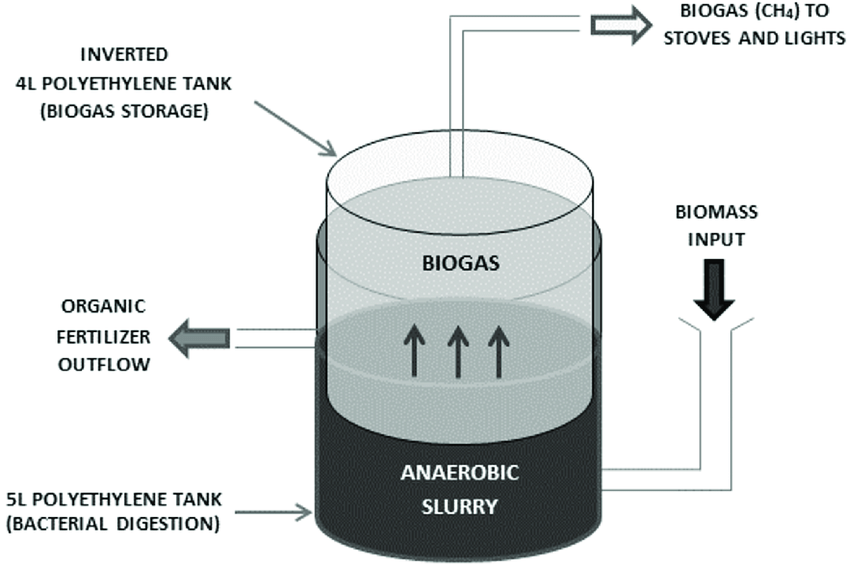 BIOGAS (CH₄) TO
STOVES AND LIGHTS
INVERTED
4L POLYETHYLENE TANK
(BIOGAS STORAGE)
BIOMASS
INPUT
BIOGAS
ORGANIC
FERTILIZER
OUTFLOW
ANAEROBIC
SLURRY
5L POLYETHYLENE TANK
(BACTERIAL DIGESTION)